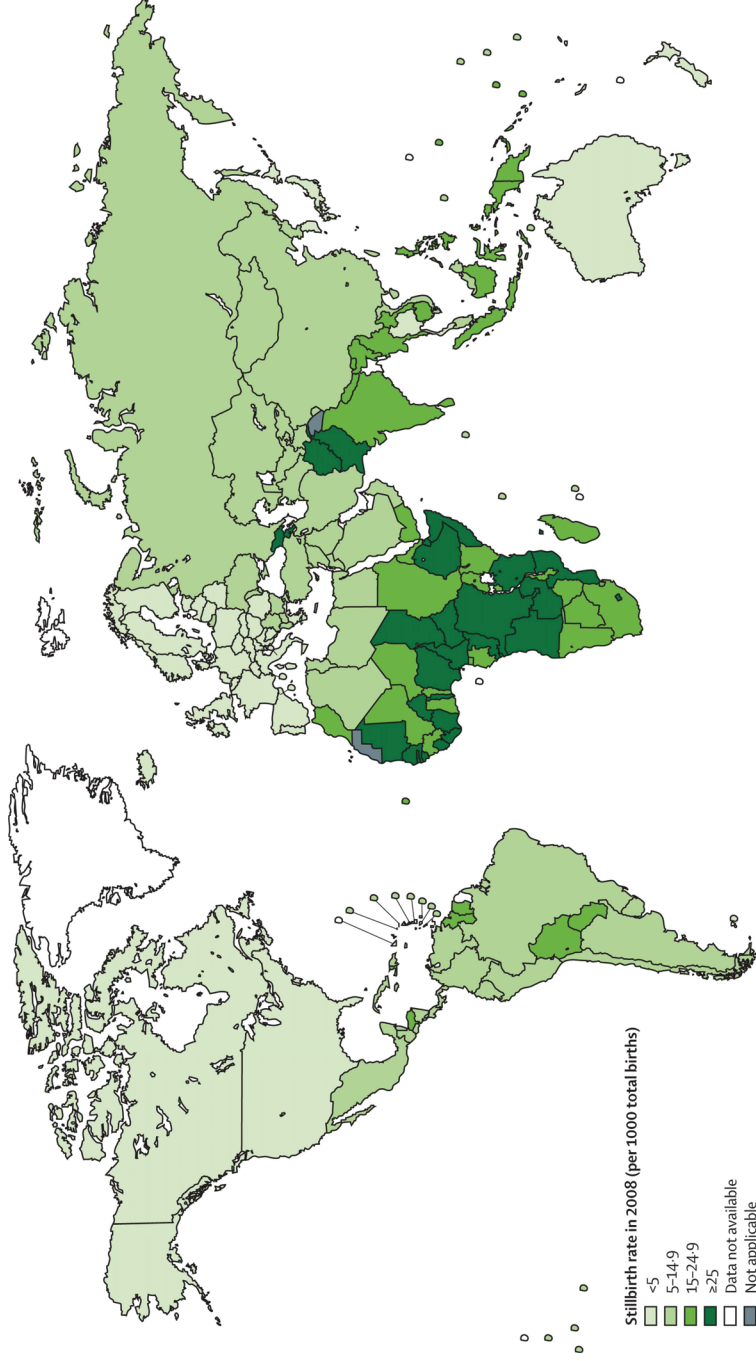 Stillbirth rate in 2008 (per 1000 total births)
<5
5–14·9
15–24·9
≥25
Data not available
Not applicable